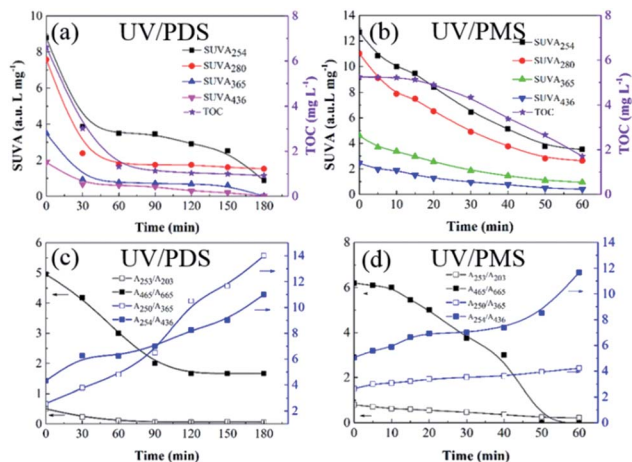 (a) UV/PDS
SUVA254
SUVA280
SUVA365
SUVA436
TOC
SUVA (a.u. L mg-1)
10
8
6
4
2
0
8
6
4
2
0
TOC (mg L-1)
0 30 60 90 120 150 180
Time (min)
(b) UV/PMS
SUVA254
SUVA280
SUVA365
SUVA436
TOC
SUVA (a.u. L mg-1)
14
12
10
8
6
4
2
0
8
6
4
2
0
TOC (mg L-1)
0 10 20 30 40 50 60
Time (min)
(c) UV/PDS
A253/A203
A465/A665
A250/A365
A254/A436
6
5
4
3
2
1
0
14
12
10
8
6
4
2
0 30 60 90 120 150 180
Time (min)
(d) UV/PMS
A253/A203
A465/A665
A250/A365
A254/A436
8
6
4
2
0
14
12
10
8
6
4
2
0
0 10 20 30 40 50 60
Time (min)